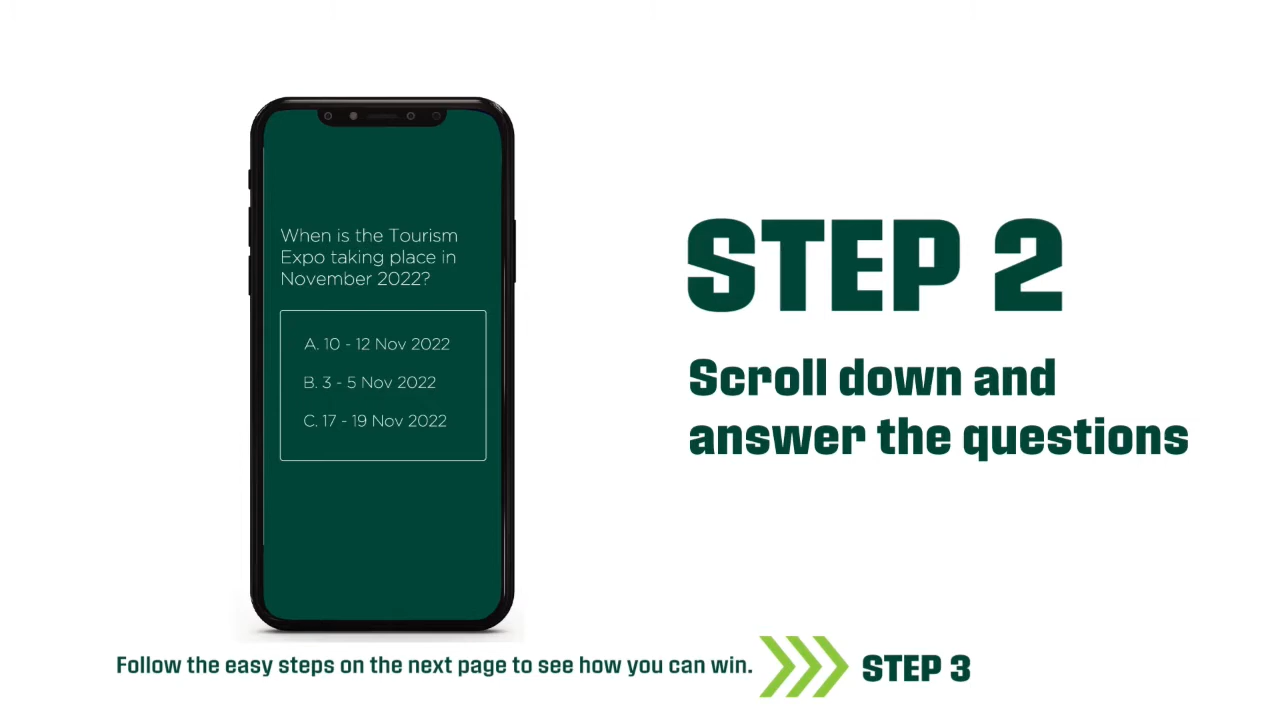 When is the Tourism
Expo taking place in
November 2022?
A. 10 - 12 Nov 2022
B. 3 - 5 Nov 2022
C. 17 - 19 Nov 2022
STEP 2
Scroll down and
answer the questions
Follow the easy steps on the next page to see how you can win.
STEP 3